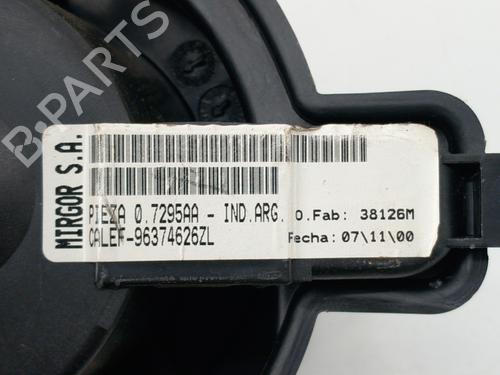 B-PARTS
MIRGOR S.A.
PIEZA 0.7295AA - IND.ARG. O.Fab: 38126M
CALEF-96374626ZL Fecha: 07\11\00